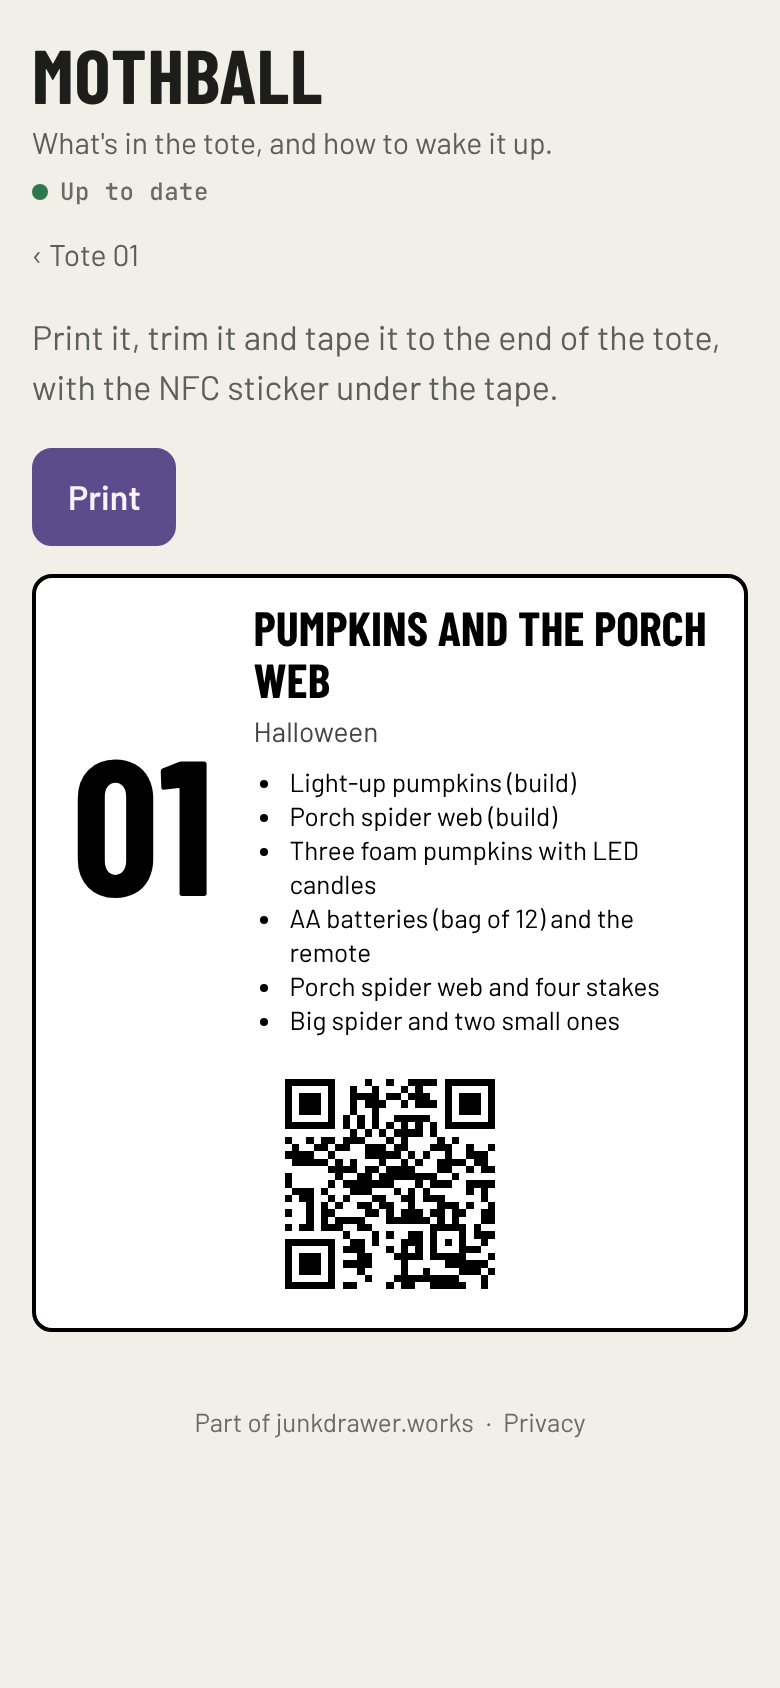 MOTHBALL
What's in the tote, and how to wake it up.
Up to date
‹ Tote 01
Print it, trim it and tape it to the end of the tote,
with the NFC sticker under the tape.
Print
01
PUMPKINS AND THE PORCH
WEB
Halloween
• Light-up pumpkins (build)
• Porch spider web (build)
• Three foam pumpkins with LED
candles
• AA batteries (bag of 12) and the
remote
• Porch spider web and four stakes
• Big spider and two small ones
Part of junkdrawer.works · Privacy